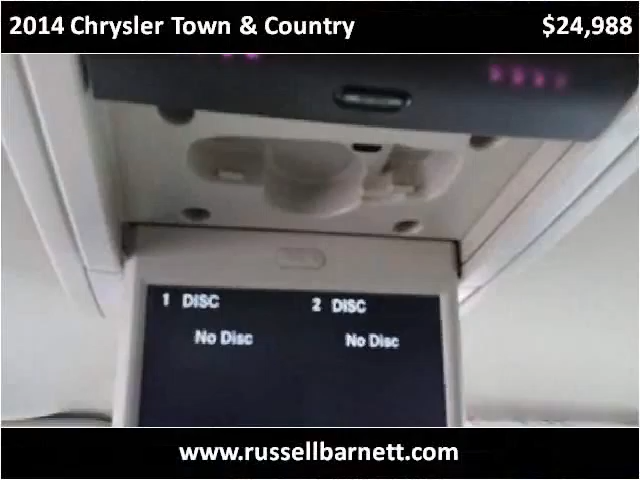 2014 Chrysler Town & Country $24,988
1 DISC 2 DISC
No Disc No Disc
www.russellbarnett.com